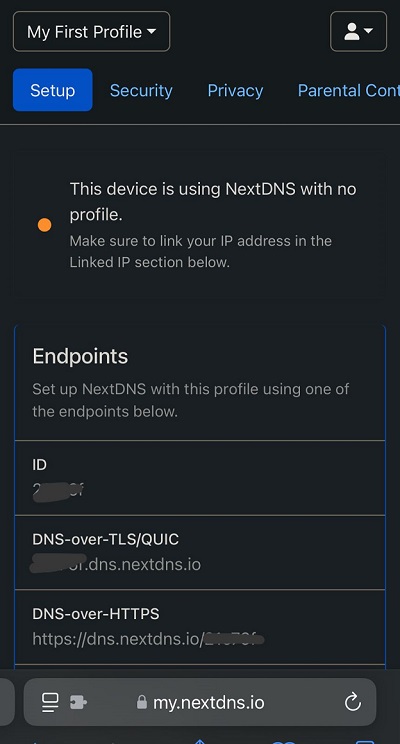 My First Profile
Setup Security Privacy Parental Cont
This device is using NextDNS with no
profile.
Make sure to link your IP address in the
Linked IP section below.
Endpoints
Set up NextDNS with this profile using one of
the endpoints below.
ID
DNS-over-TLS/QUIC
.dns.nextdns.io
DNS-over-HTTPS
https://dns.nextdns.io/
my.nextdns.io